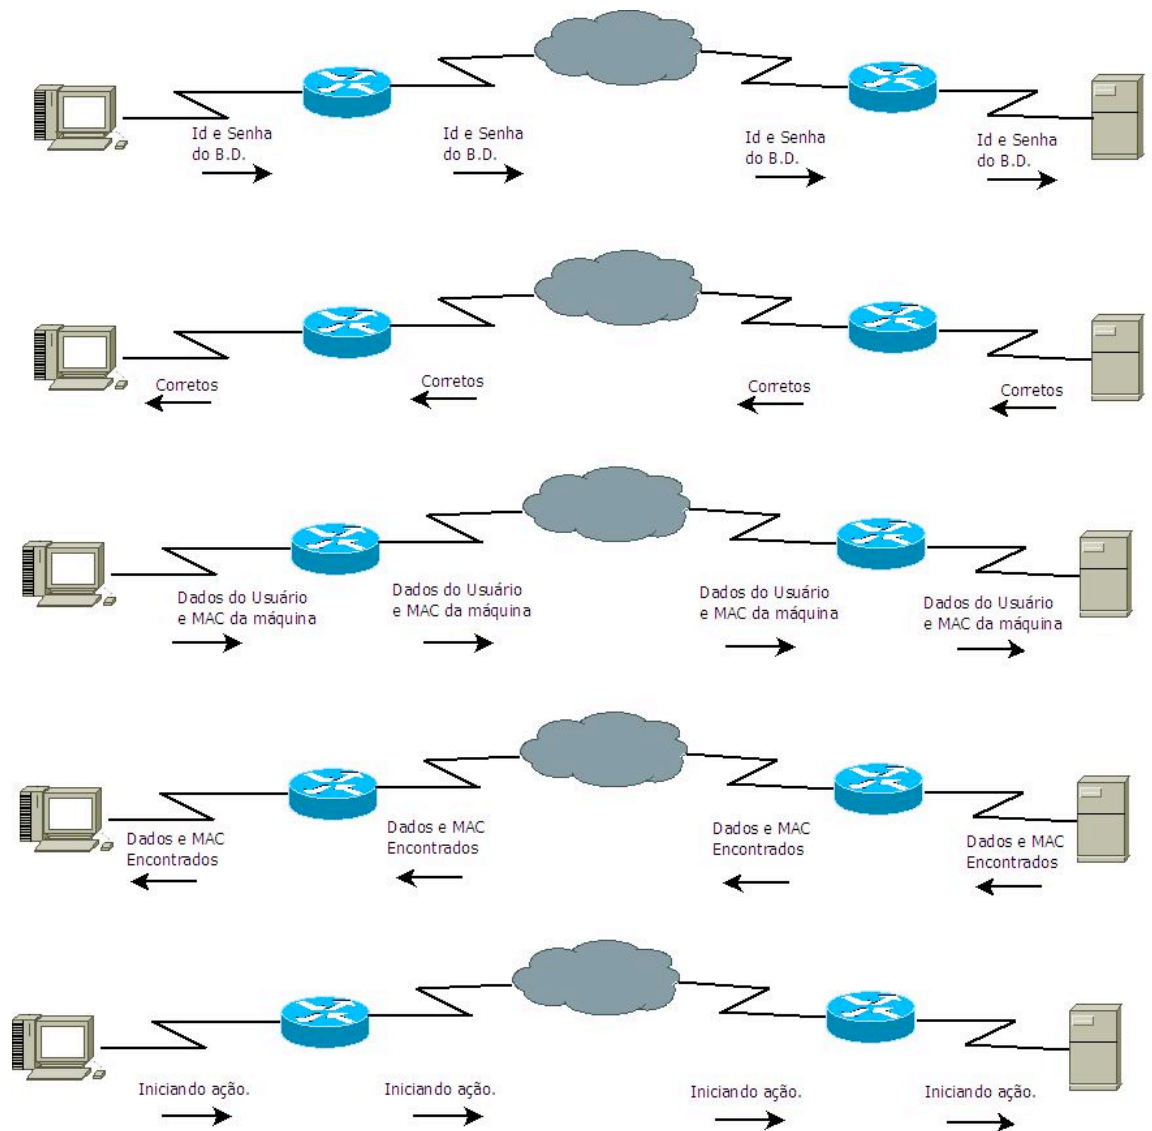 Id e Senha
do B.D.
Id e Senha
do B.D.
Id e Senha
do B.D.
Id e Senha
do B.D.
Corretos
Corretos
Corretos
Corretos
Dados do Usuário
e MAC da máquina
Dados do Usuário
e MAC da máquina
Dados do Usuário
e MAC da máquina
Dados do Usuário
e MAC da máquina
Dados e MAC
Encontrados
Dados e MAC
Encontrados
Dados e MAC
Encontrados
Dados e MAC
Encontrados
Iniciando ação.
Iniciando ação.
Iniciando ação.
Iniciando ação.